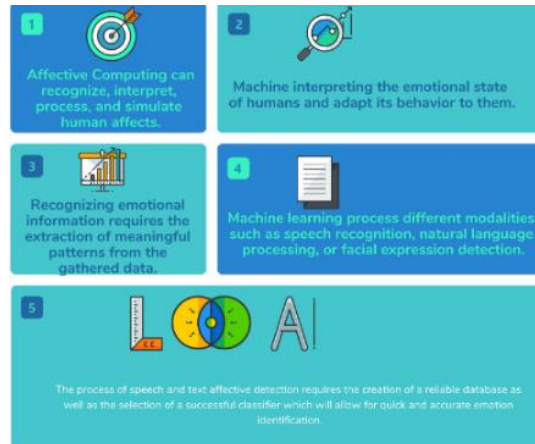 1
Affective Computing can
recognize, interpret,
process, and simulate
human affects.
2
Machine interpreting the emotional state
of humans and adapt its behavior to them.
3
Recognizing emotional
information requires the
extraction of meaningful
patterns from the
gathered data.
4
Machine learning process different modalities
such as speech recognition, natural language
processing, or facial expression detection.
5
The process of speech and text affective detection requires the creation of a reliable database as
well as the selection of a successful classifier which will allow for quick and accurate emotion
identification.